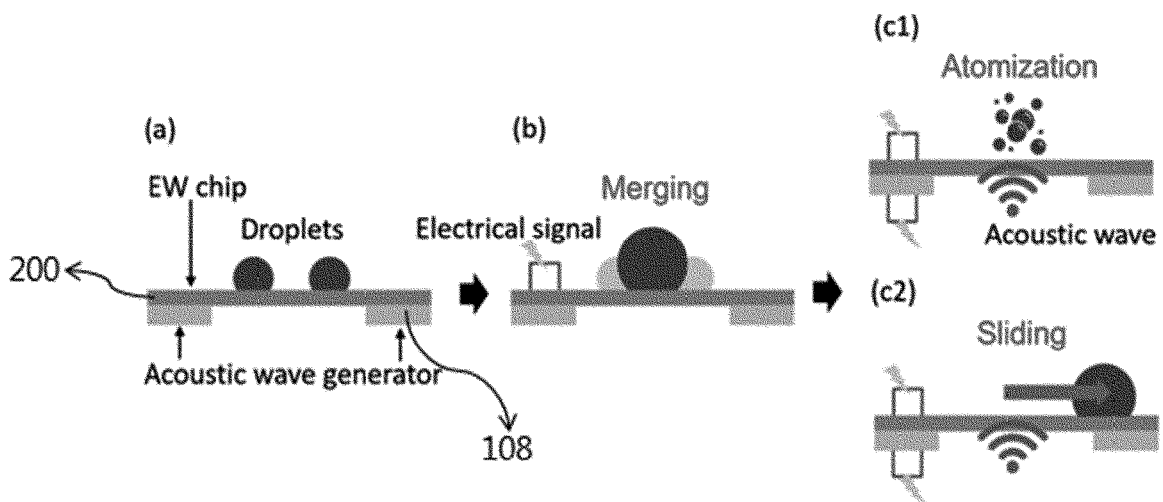 (a)
EW chip
Droplets
200
Acoustic wave generator
108
(b)
Merging
Electrical signal
(c1)
Atomization
Acoustic wave
(c2)
Sliding